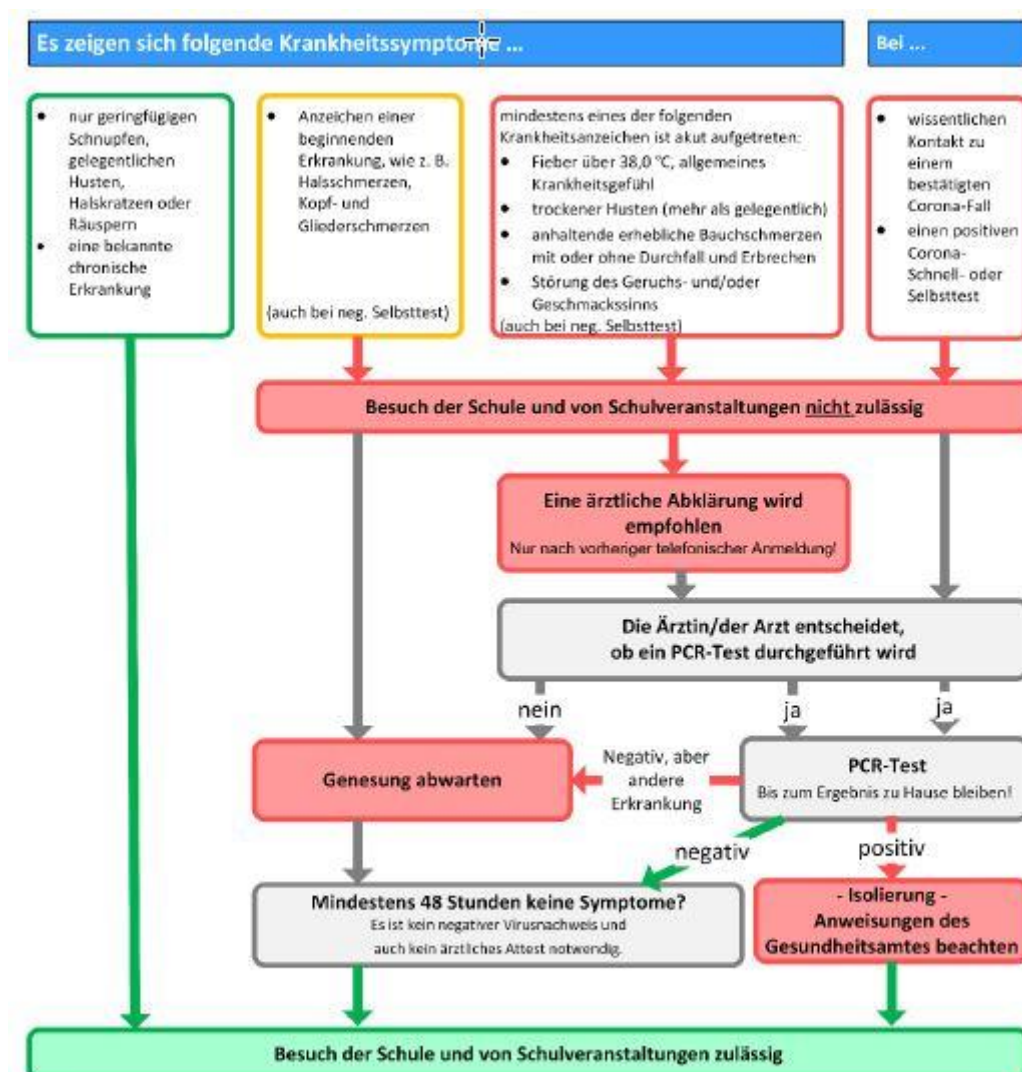 Es zeigen sich folgende Krankheitssymptome ...
Bei ...
• nur geringfügigen
Schnupfen,
gelegentlichen
Husten,
Halskratzen oder
Räuspern
• eine bekannte
chronische
Erkrankung
• Anzeichen einer
beginnenden
Erkrankung, wie z. B.
Halsschmerzen,
Kopf- und
Gliederschmerzen
(auch bei neg. Selbsttest)
mindestens eines der folgenden
Krankheitsanzeichen ist akut aufgetreten:
• Fieber über 38,0 °C, allgemeines
Krankheitsgefühl
• trockener Husten (mehr als gelegentlich)
• anhaltende erhebliche Bauchschmerzen
mit oder ohne Durchfall und Erbrechen
• Störung des Geruchs- und/oder
Geschmackssinns
(auch bei neg. Selbsttest)
• wissentlichen
Kontakt zu
einem
bestätigten
Corona-Fall
• einen positiven
Corona-
Schnell- oder
Selbsttest
Besuch der Schule und von Schulveranstaltungen nicht zulässig
Eine ärztliche Abklärung wird
empfohlen
Nur nach vorheriger telefonischer Anmeldung!
Die Ärztin/der Arzt entscheidet,
ob ein PCR-Test durchgeführt wird
nein
ja
ja
Genesung abwarten
Negativ, aber
andere
Erkrankung
PCR-Test
Bis zum Ergebnis zu Hause bleiben!
negativ
positiv
Mindestens 48 Stunden keine Symptome?
Es ist kein negativer Virusnachweis und
auch kein ärztliches Attest notwendig.
- Isolierung -
Anweisungen des
Gesundheitsamtes beachten
Besuch der Schule und von Schulveranstaltungen zulässig